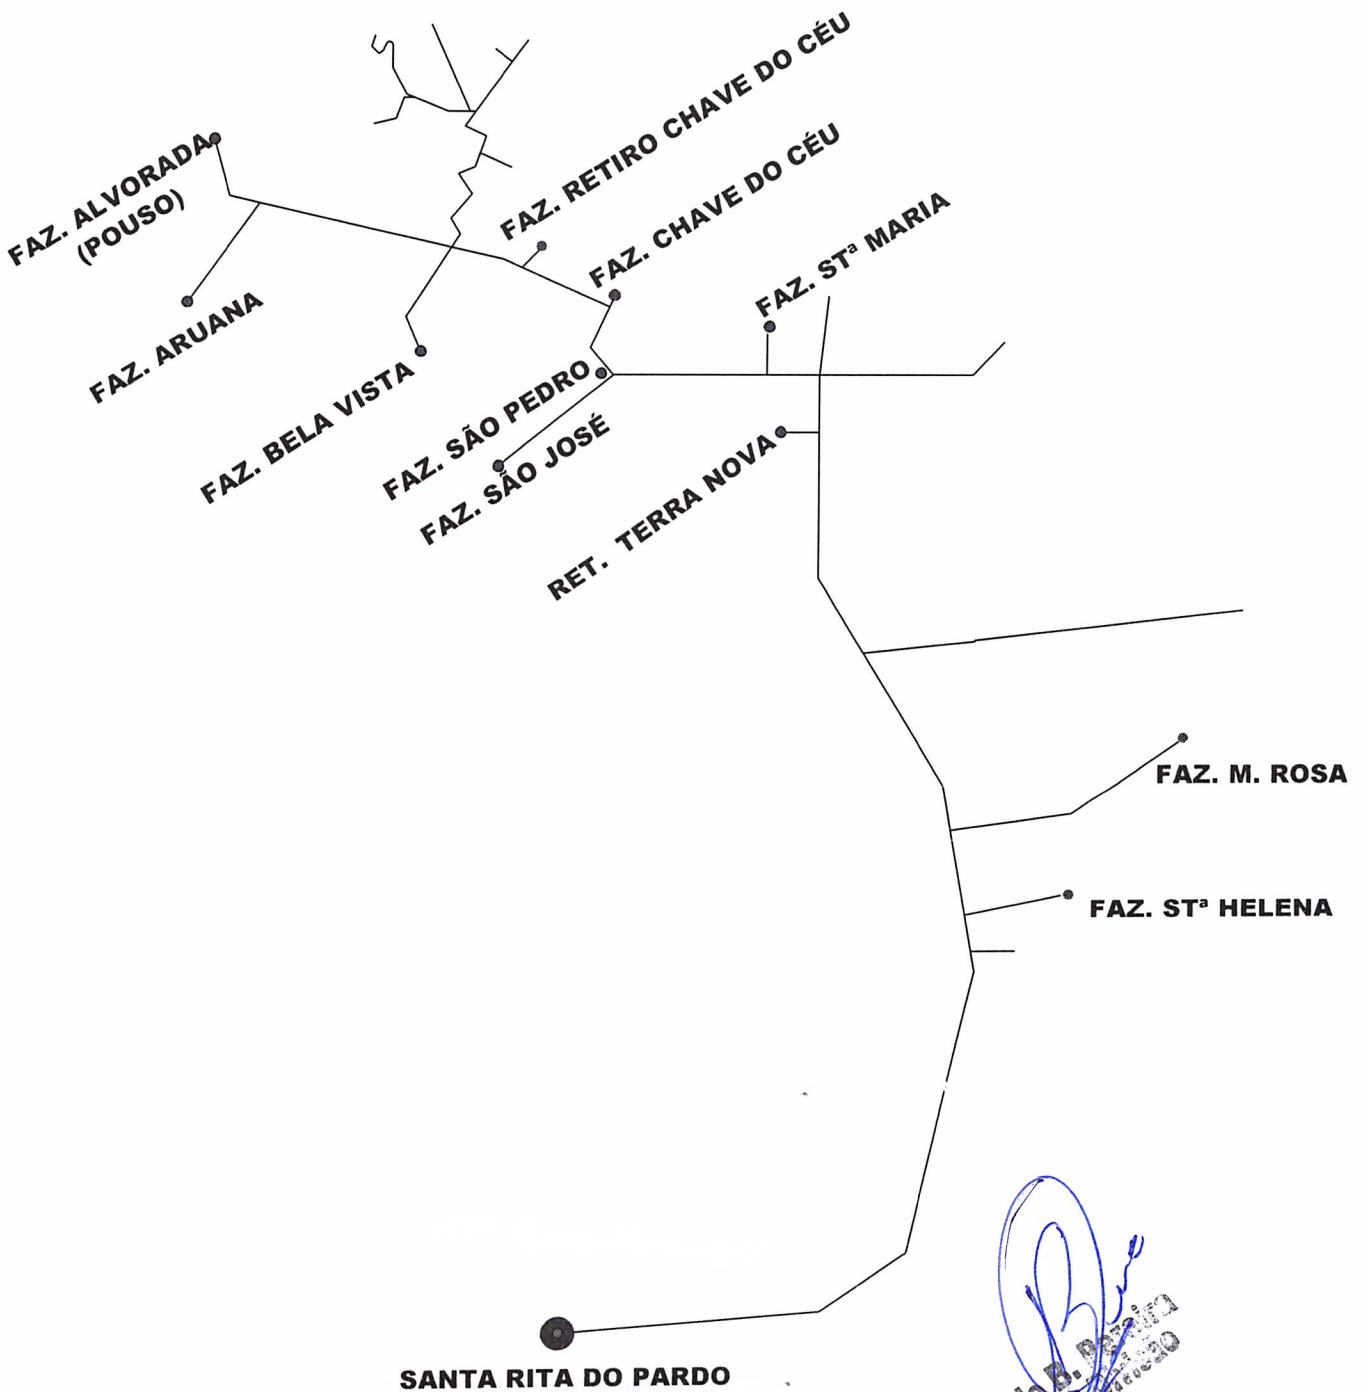 FAZ. RETIRO CHAVE DO CÉU
FAZ. ALVORADA
(POUSO)
FAZ. CHAVE DO CÉU
FAZ. STª MARIA
FAZ. ARUANA
FAZ. BELA VISTA
FAZ. SÃO PEDRO
FAZ. SÃO JOSÉ
RET. TERRA NOVA
FAZ. M. ROSA
FAZ. STª HELENA
B. Pereira
SANTA RITA DO PARDO